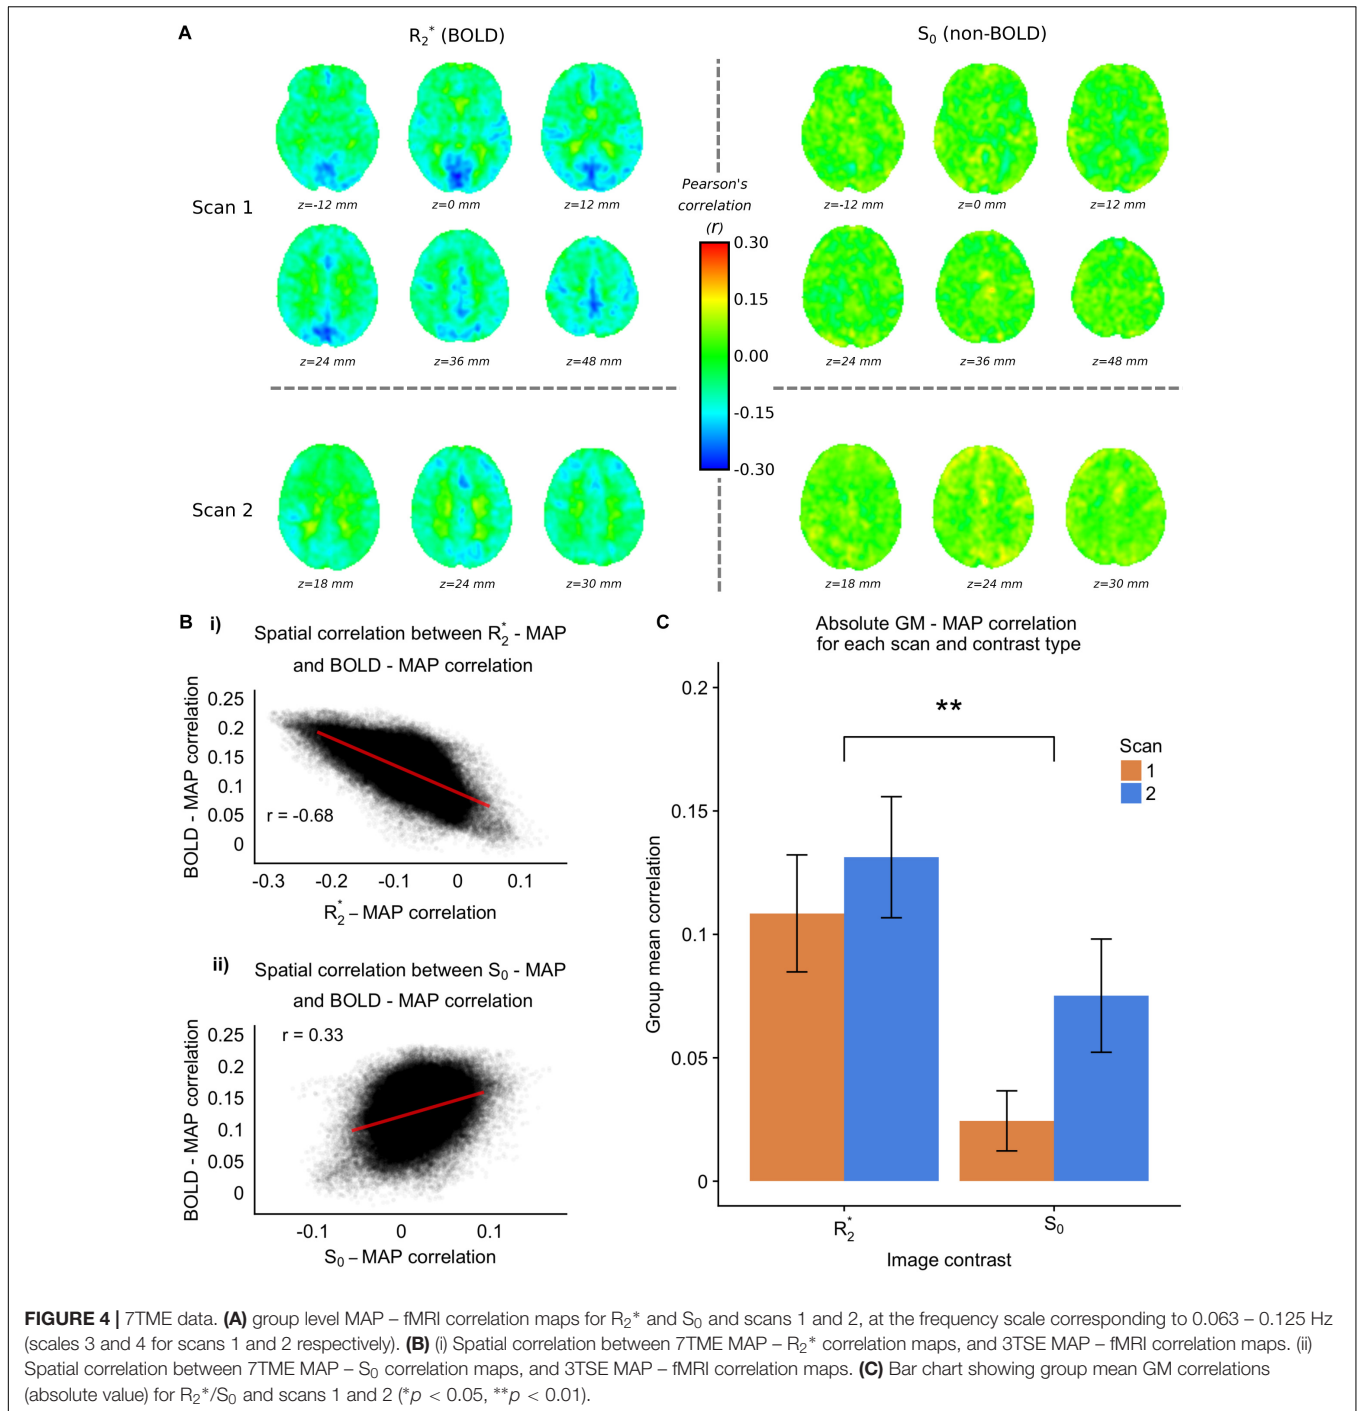 A
R2* (BOLD)
S0 (non-BOLD)
Scan 1
z=-12 mm
z=0 mm
z=12 mm
z=-12 mm
z=0 mm
z=12 mm
Pearson's
correlation
(r)
0.30
0.15
0.00
-0.15
-0.30
z=24 mm
z=36 mm
z=48 mm
z=24 mm
z=36 mm
z=48 mm
Scan 2
z=18 mm
z=24 mm
z=30 mm
z=18 mm
z=24 mm
z=30 mm
B i)
Spatial correlation between R2* - MAP
and BOLD - MAP correlation
BOLD - MAP correlation
0.25
0.2
0.15
0.1
0.05
0
r = -0.68
-0.3 -0.2 -0.1 0 0.1
R2* – MAP correlation
ii)
Spatial correlation between S0 - MAP
and BOLD - MAP correlation
BOLD - MAP correlation
0.25
0.2
0.15
0.1
0.05
0
r = 0.33
-0.1 0 0.1
S0 – MAP correlation
C
Absolute GM - MAP correlation
for each scan and contrast type
Group mean correlation
0.2
0.15
0.1
0.05
0
**
Scan
1
2
R2*
S0
Image contrast
FIGURE 4 | 7TME data. (A) group level MAP – fMRI correlation maps for R2* and S0 and scans 1 and 2, at the frequency scale corresponding to 0.063 – 0.125 Hz
(scales 3 and 4 for scans 1 and 2 respectively). (B) (i) Spatial correlation between 7TME MAP – R2* correlation maps, and 3TSE MAP – fMRI correlation maps. (ii)
Spatial correlation between 7TME MAP – S0 correlation maps, and 3TSE MAP – fMRI correlation maps. (C) Bar chart showing group mean GM correlations
(absolute value) for R2*/S0 and scans 1 and 2 (*p < 0.05, **p < 0.01).